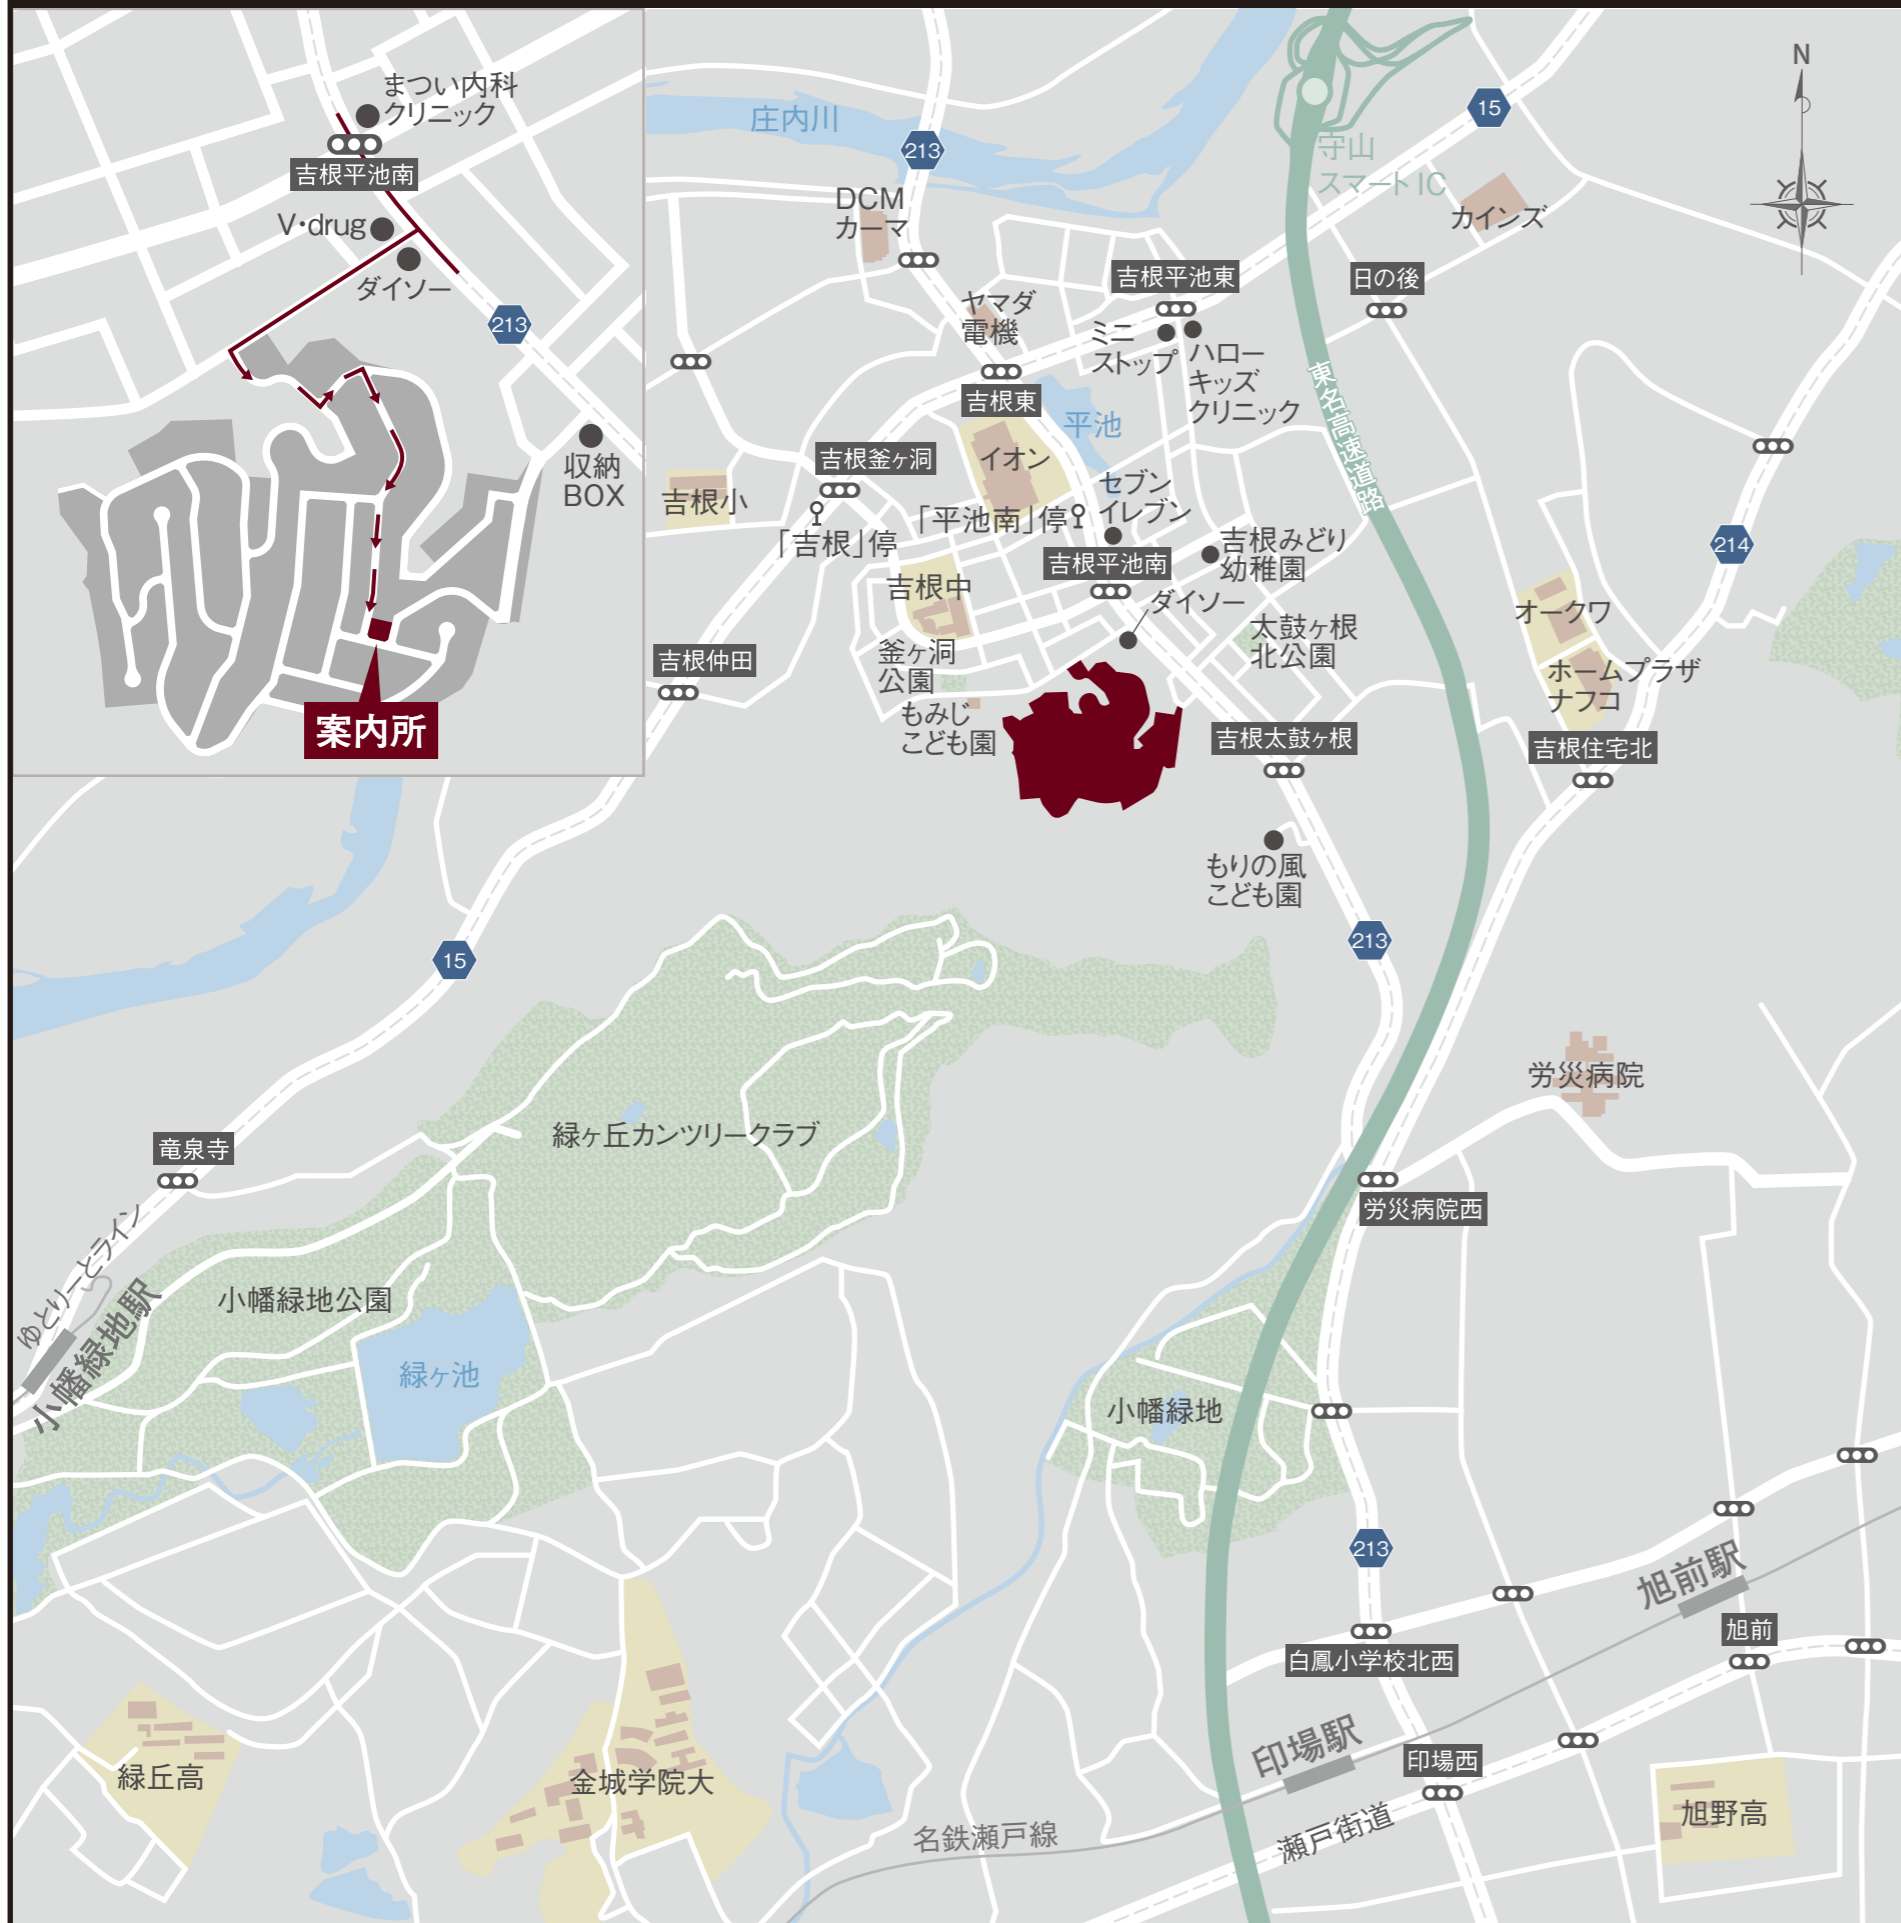 まつい内科
クリニック
吉根平池南
V・drug
ダイソー
213
収納
BOX
案内所
庄内川
213
DCM
カーマ
守山
スマートIC
15
N
カインズ
吉根平池東
日の後
ヤマダ
電機
ミニ
ストップ
ハロー
キッズ
クリニック
東名高速道路
吉根東
平池
イオン
吉根釜ヶ洞
セブン
イレブン
吉根小
「吉根」停
「平池南」停
吉根平池南
吉根みどり
幼稚園
214
吉根中
ダイソー
オークワ
太鼓ヶ根
北公園
釜ヶ洞
公園
吉根仲田
ホームプラザ
ナフコ
もみじ
こども園
吉根太鼓ヶ根
吉根住宅北
もりの風
こども園
213
15
労災病院
緑ヶ丘カンツリークラブ
竜泉寺
労災病院西
ゆとりーとライン
小幡緑地駅
小幡緑地公園
緑ヶ池
小幡緑地
213
旭前駅
旭前
白鳳小学校北西
印場駅
印場西
緑丘高
金城学院大
名鉄瀬戸線
瀬戸街道
旭野高